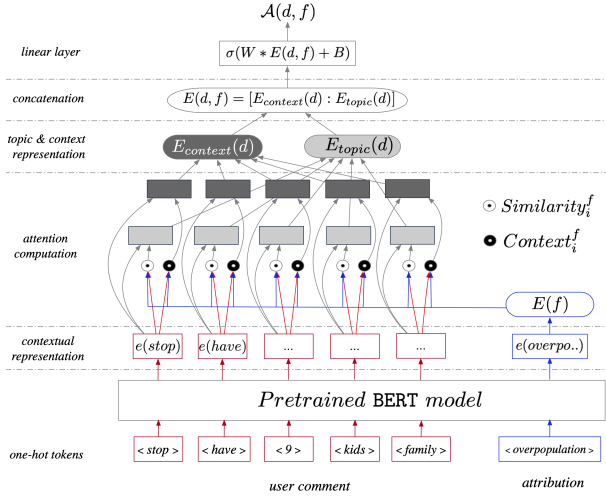 𝒜(d, f)
linear layer
σ(W ∗ E(d, f) + B)
concatenation
E(d, f) = [E_context(d) : E_topic(d)]
topic & context
representation
E_context(d)
E_topic(d)
attention
computation
Similarity_i^f
Context_i^f
E(f)
contextual
representation
e(stop)
e(have)
...
...
...
e(overpo..)
Pretrained BERT model
one-hot tokens
< stop >
< have >
< 9 >
< kids >
< family >
< overpopulation >
user comment
attribution